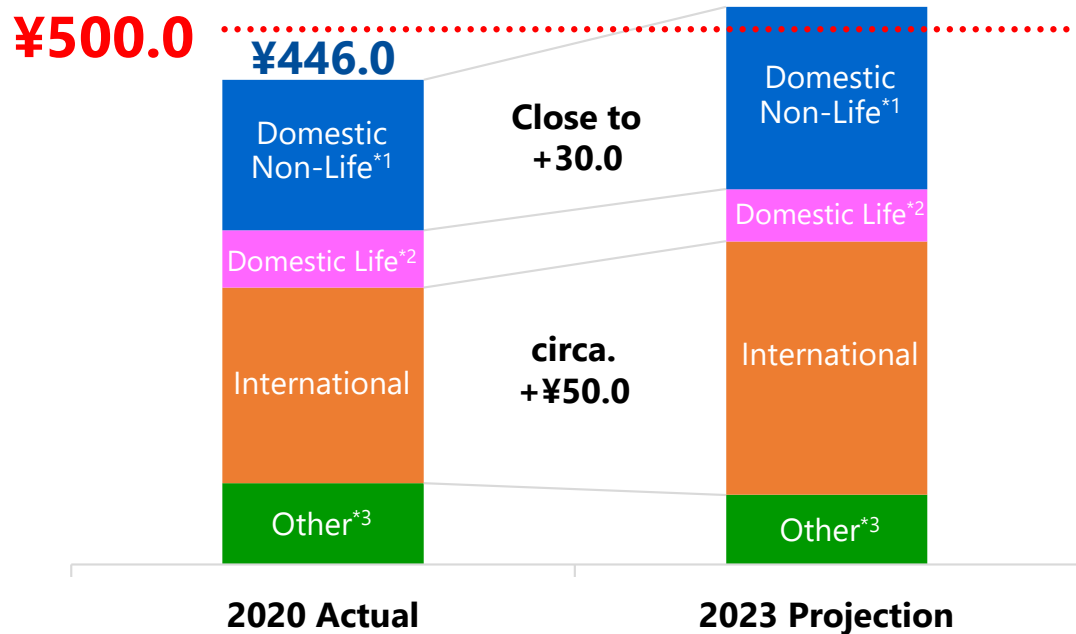 ¥500.0
¥446.0
Domestic
Non-Life*1
Domestic Life*2
International
Other*3
Close to
+30.0
circa.
+¥50.0
Domestic
Non-Life*1
Domestic Life*2
International
Other*3
2020 Actual
2023 Projection